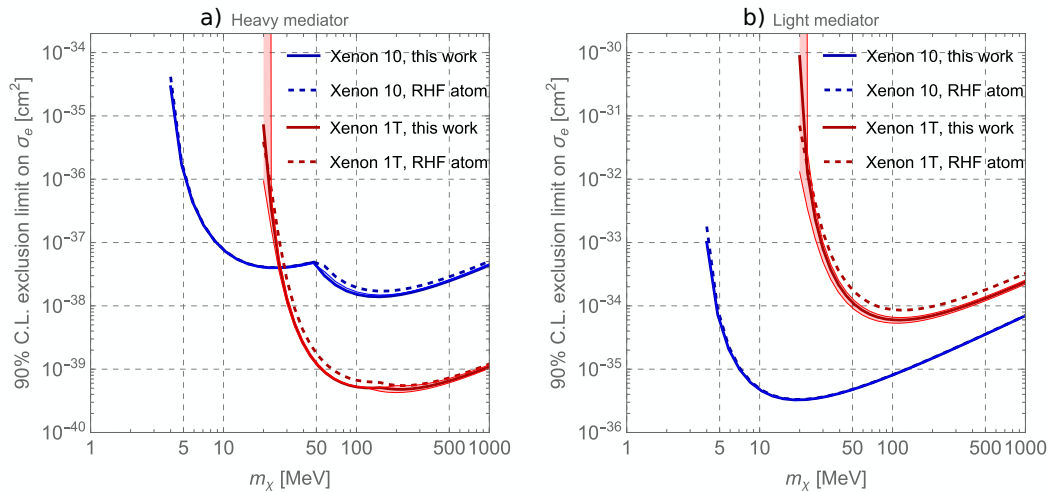 a) Heavy mediator
90% C.L. exclusion limit on σe [cm²]
10⁻³⁴
10⁻³⁵
10⁻³⁶
10⁻³⁷
10⁻³⁸
10⁻³⁹
10⁻⁴⁰
Xenon 10, this work
Xenon 10, RHF atom
Xenon 1T, this work
Xenon 1T, RHF atom
1 5 10 50 100 500 1000
mχ [MeV]
b) Light mediator
90% C.L. exclusion limit on σe [cm²]
10⁻³⁰
10⁻³¹
10⁻³²
10⁻³³
10⁻³⁴
10⁻³⁵
10⁻³⁶
Xenon 10, this work
Xenon 10, RHF atom
Xenon 1T, this work
Xenon 1T, RHF atom
1 5 10 50 100 500 1000
mχ [MeV]